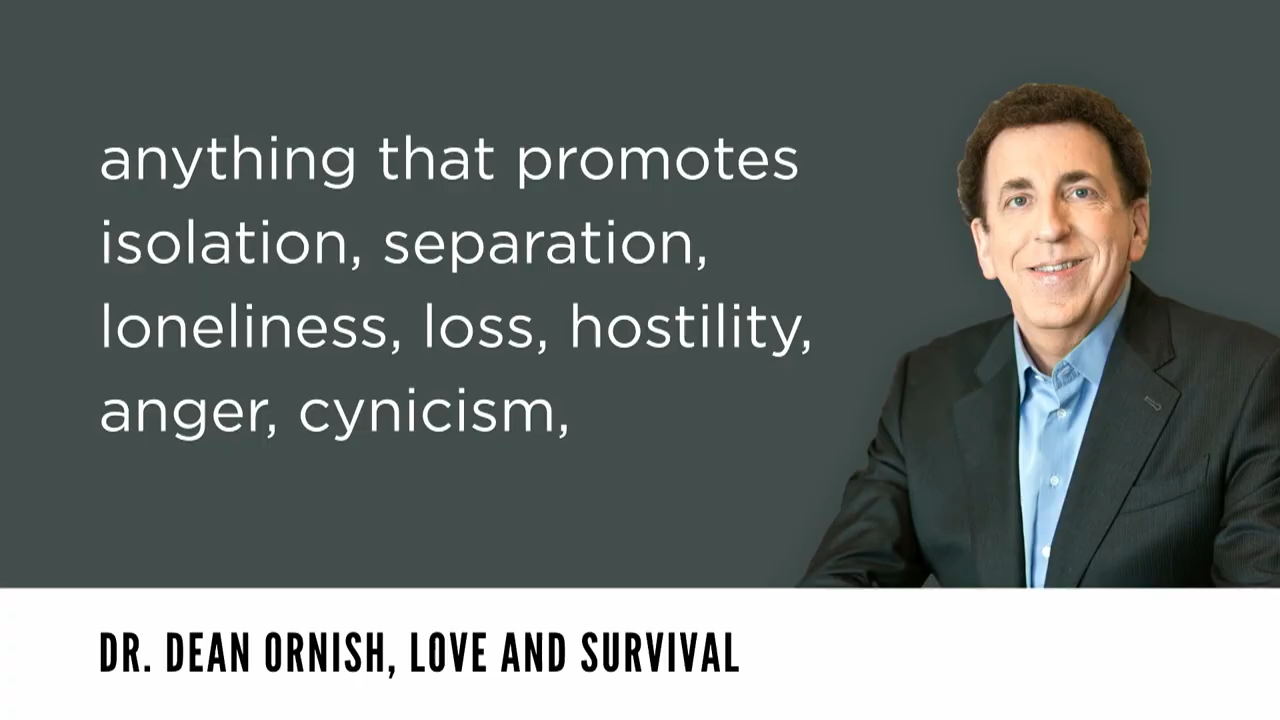 anything that promotes
isolation, separation,
loneliness, loss, hostility,
anger, cynicism,
DR. DEAN ORNISH, LOVE AND SURVIVAL